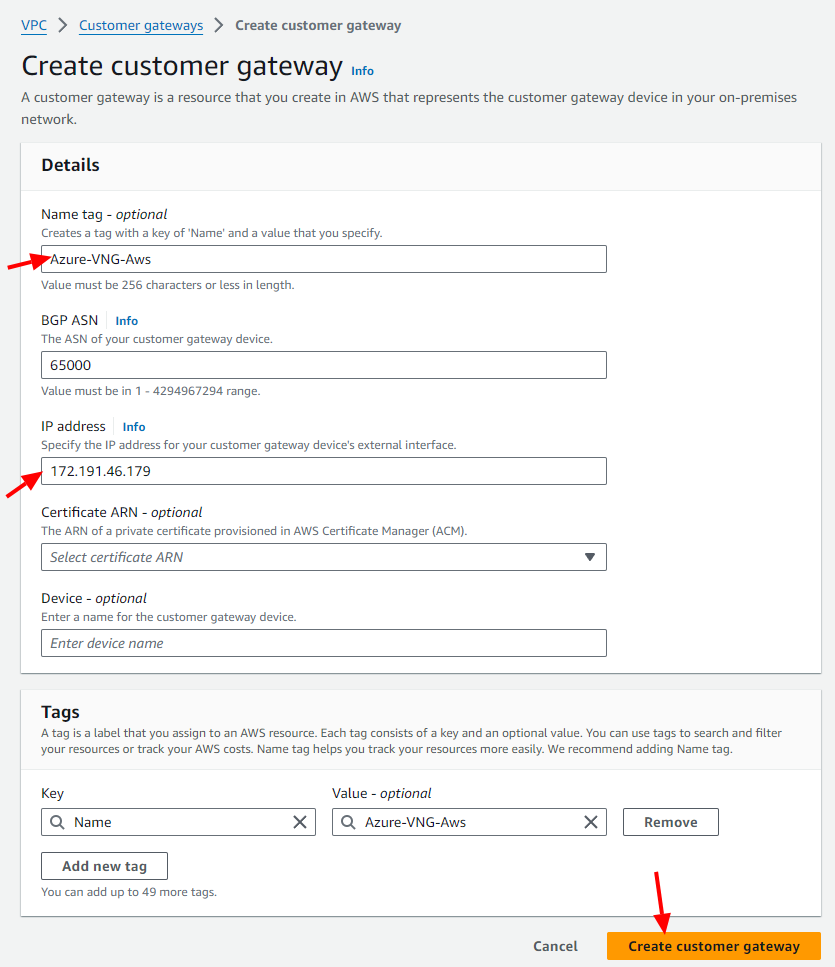 VPC > Customer gateways > Create customer gateway
Create customer gateway Info
A customer gateway is a resource that you create in AWS that represents the customer gateway device in your on-premises
network.
Details
Name tag - optional
Creates a tag with a key of 'Name' and a value that you specify.
Azure-VNG-Aws
Value must be 256 characters or less in length.
BGP ASN Info
The ASN of your customer gateway device.
65000
Value must be in 1 - 4294967294 range.
IP address Info
Specify the IP address for your customer gateway device's external interface.
172.191.46.179
Certificate ARN - optional
The ARN of a private certificate provisioned in AWS Certificate Manager (ACM).
Select certificate ARN
Device - optional
Enter a name for the customer gateway device.
Enter device name
Tags
A tag is a label that you assign to an AWS resource. Each tag consists of a key and an optional value. You can use tags to search and filter
your resources or track your AWS costs. Name tag helps you track your resources more easily. We recommend adding Name tag.
Key Value - optional
Name Azure-VNG-Aws Remove
Add new tag
You can add up to 49 more tags.
Cancel Create customer gateway